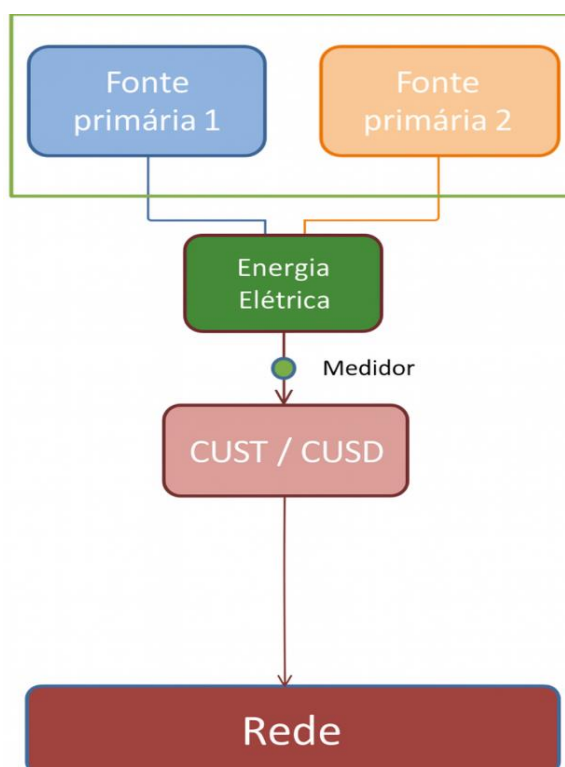 Fonte
primária 1
Fonte
primária 2
Energia
Elétrica
Medidor
CUST / CUSD
Rede